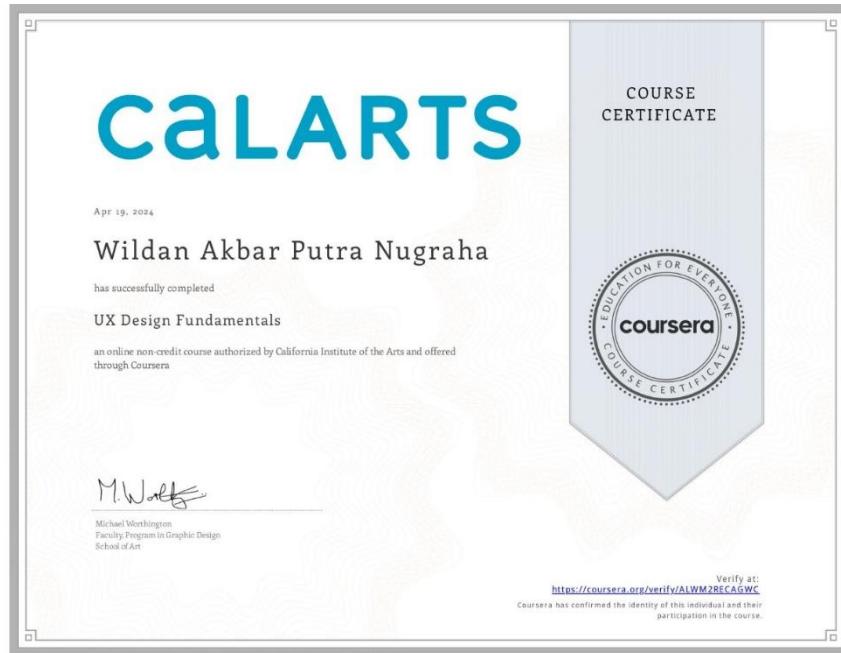 CALARTS
COURSE
CERTIFICATE
Apr 19, 2024
Wildan Akbar Putra Nugraha
has successfully completed
UX Design Fundamentals
an online non-credit course authorized by California Institute of the Arts and offered
through Coursera
EDUCATION FOR EVERYONE
coursera
COURSE CERTIFICATE
M. Worth
Michael Worthington
Faculty, Program in Graphic Design
School of Art
Verify at:
https://coursera.org/verify/ALWM2RECAGWC
Coursera has confirmed the identity of this individual and their
participation in the course.